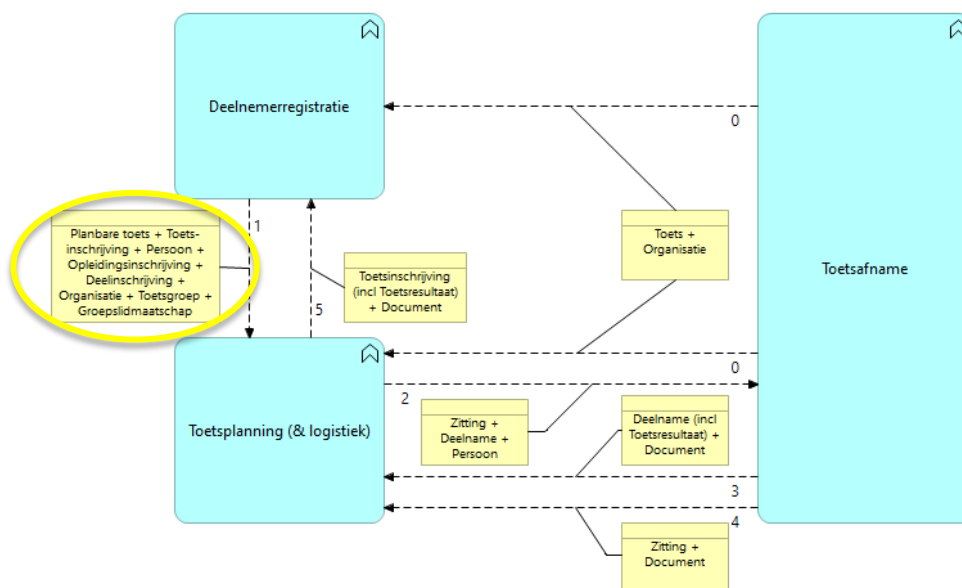 Deelnemerregistratie
0
1
Planbare toets + Toets-
inschrijving + Persoon +
Opleidingsinschrijving +
Deelinschrijving +
Organisatie + Toetsgroep +
Groepslidmaatschap
Toets +
Organisatie
Toetsafname
Toetsinschrijving
(incl Toetsresultaat)
+ Document
5
0
2
Toetsplanning (& logistiek)
Zitting +
Deelname +
Persoon
Deelname (incl
Toetsresultaat) +
Document
3
4
Zitting +
Document